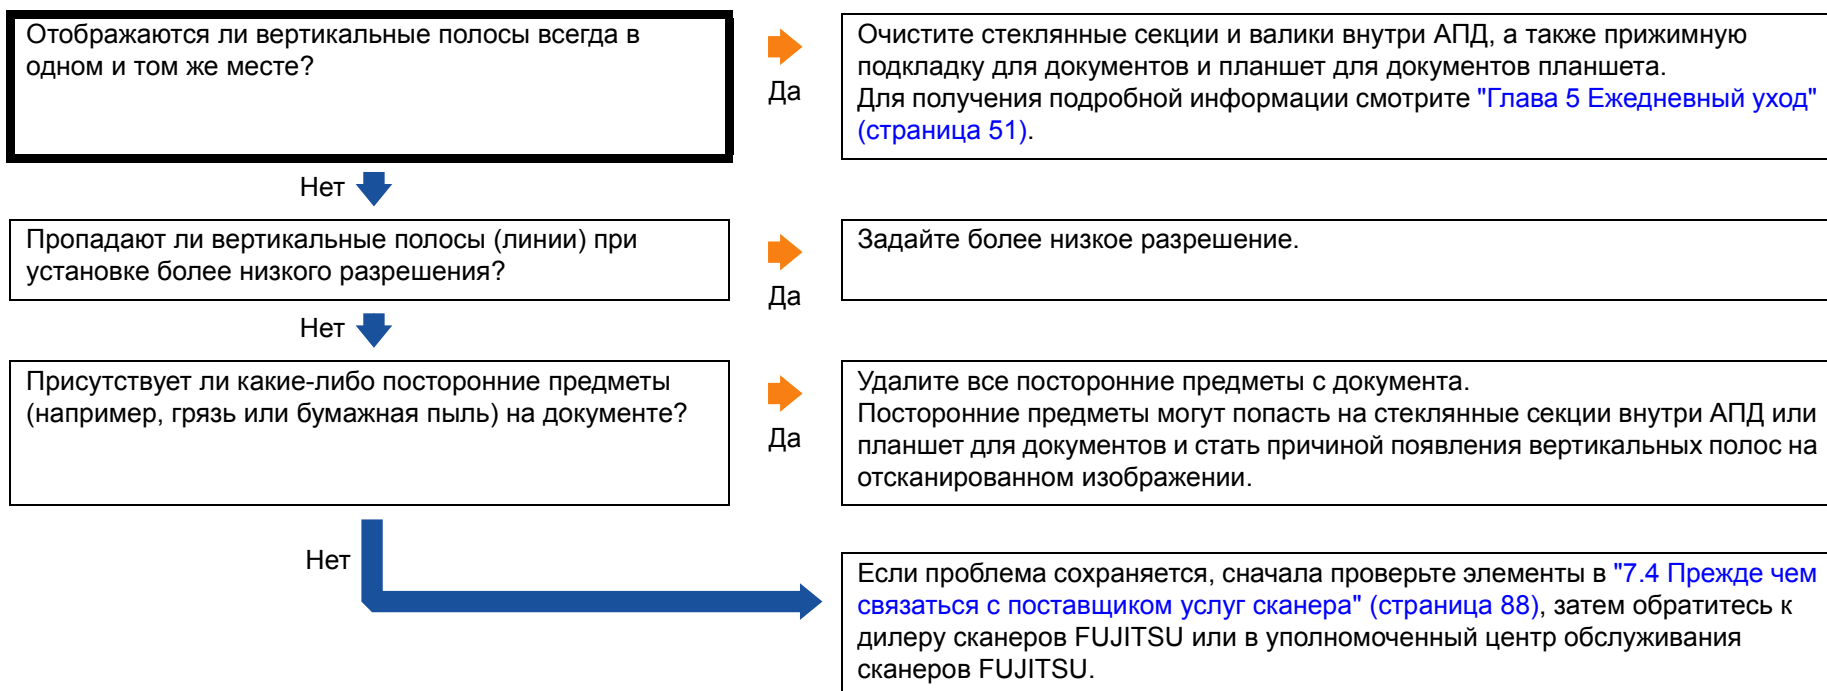 Отображаются ли вертикальные полосы всегда в
одном и том же месте?
Да
Очистите стеклянные секции и валики внутри АПД, а также прижимную
подкладку для документов и планшет для документов планшета.
Для получения подробной информации смотрите "Глава 5 Ежедневный уход"
(страница 51).
Нет
Пропадают ли вертикальные полосы (линии) при
установке более низкого разрешения?
Да
Задайте более низкое разрешение.
Нет
Присутствует ли какие-либо посторонние предметы
(например, грязь или бумажная пыль) на документе?
Да
Удалите все посторонние предметы с документа.
Посторонние предметы могут попасть на стеклянные секции внутри АПД или
планшет для документов и стать причиной появления вертикальных полос на
отсканированном изображении.
Нет
Если проблема сохраняется, сначала проверьте элементы в "7.4 Прежде чем
связаться с поставщиком услуг сканера" (страница 88), затем обратитесь к
дилеру сканеров FUJITSU или в уполномоченный центр обслуживания
сканеров FUJITSU.